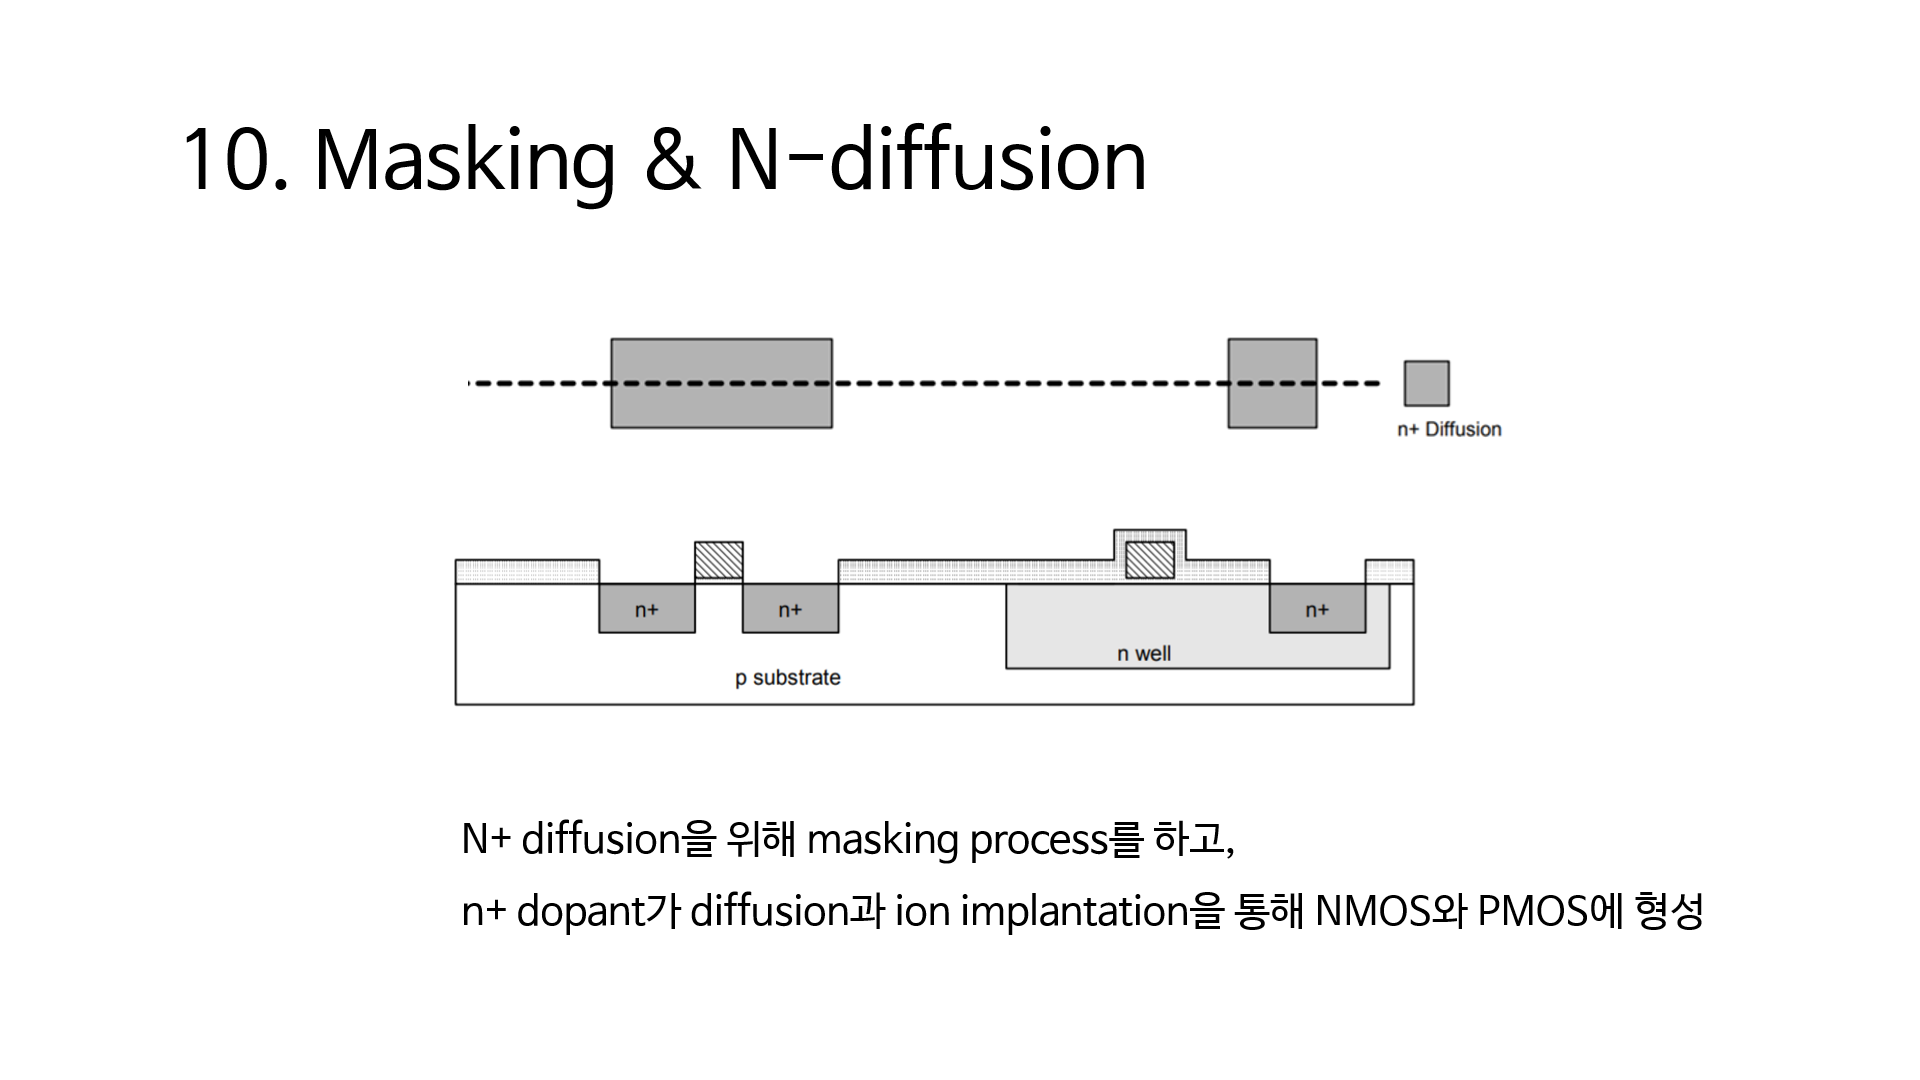 10. Masking & N-diffusion
n+ Diffusion
n+
n+
n+
n well
p substrate
N+ diffusion을 위해 masking process를 하고,
n+ dopant가 diffusion과 ion implantation을 통해 NMOS와 PMOS에 형성